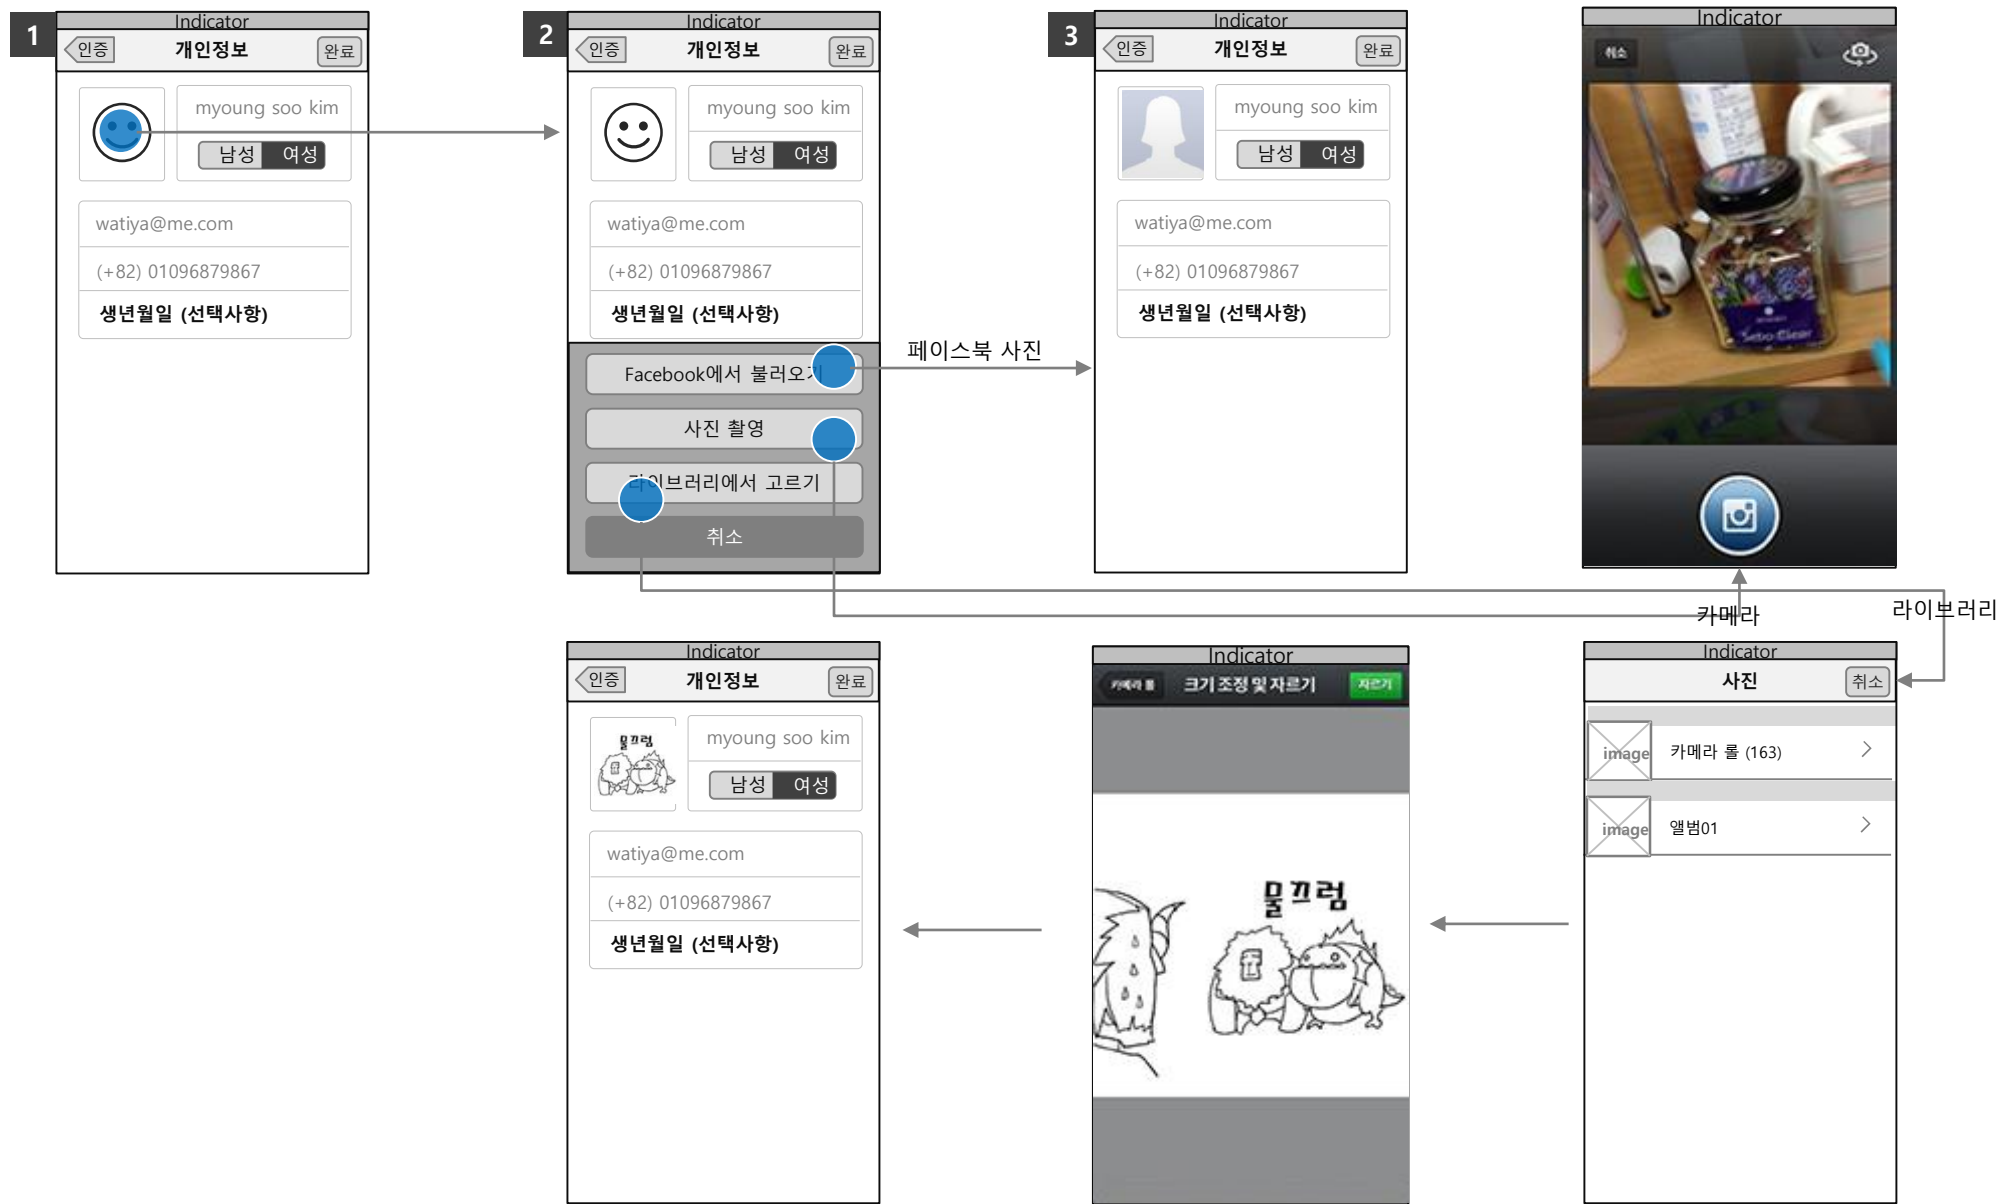 1
Indicator
인증
개인정보
완료
myoung soo kim
남성 여성
watiya@me.com
(+82) 01096879867
생년월일 (선택사항)
2
Indicator
인증
개인정보
완료
myoung soo kim
남성 여성
watiya@me.com
(+82) 01096879867
생년월일 (선택사항)
Facebook에서 불러오기
사진 촬영
라이브러리에서 고르기
취소
페이스북 사진
3
Indicator
인증
개인정보
완료
myoung soo kim
남성 여성
watiya@me.com
(+82) 01096879867
생년월일 (선택사항)
Indicator
취소
Setro Clear
카메라
라이브러리
Indicator
인증
개인정보
완료
물끄럼
myoung soo kim
남성 여성
watiya@me.com
(+82) 01096879867
생년월일 (선택사항)
Indicator
카메라 롤
크기 조정 및 자르기
자르기
물끄럼
Indicator
사진
취소
image
카메라 롤 (163)
image
앨범01